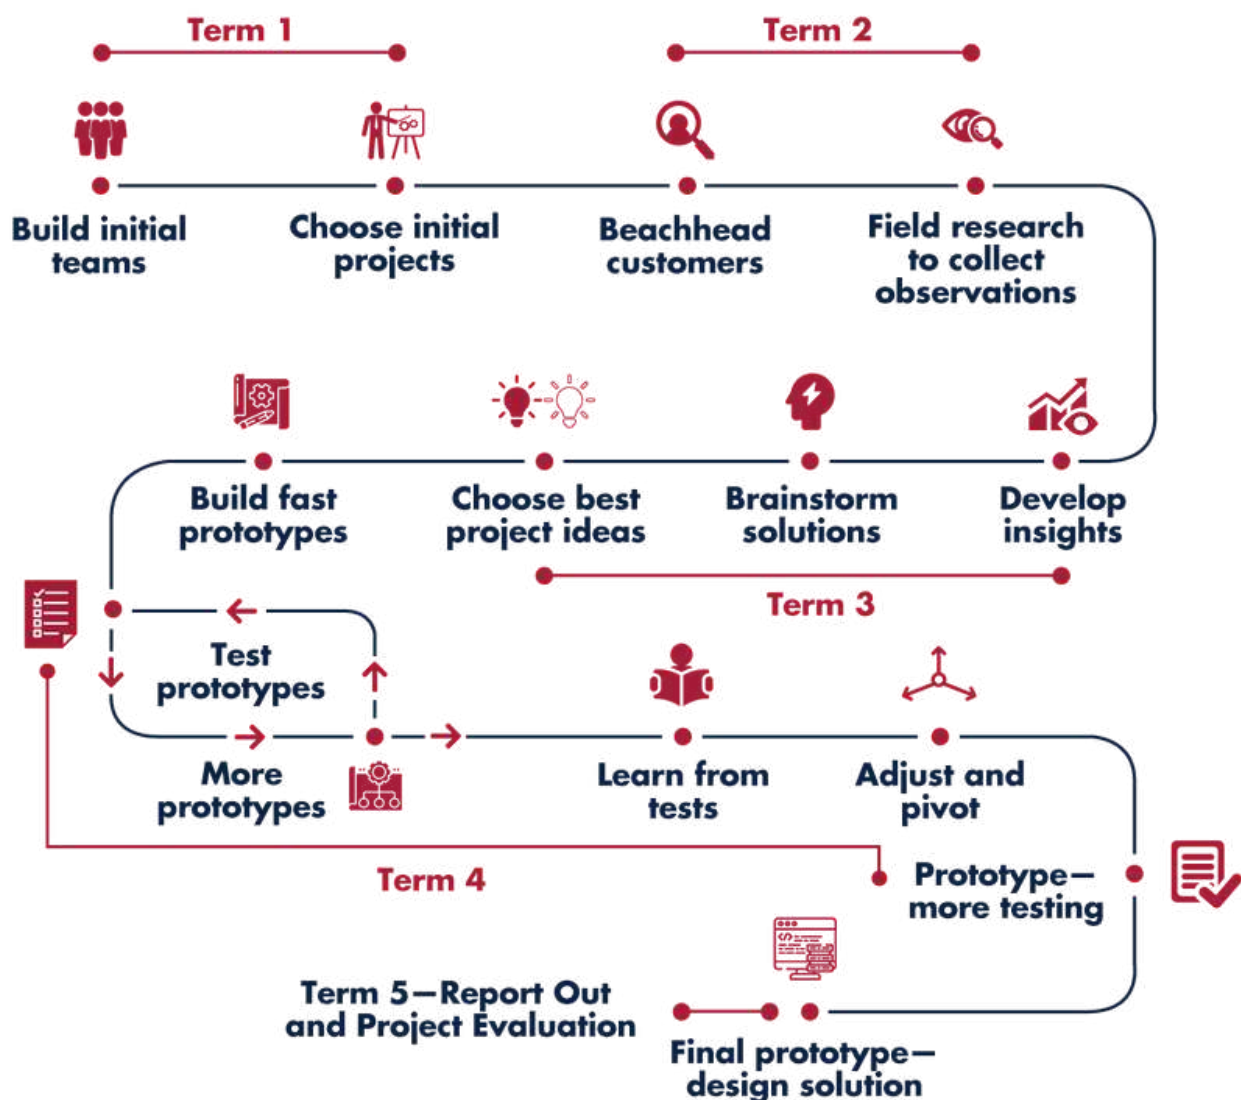 Term 1
Term 2
Build initial
teams
Choose initial
projects
Beachhead
customers
Field research
to collect
observations
Build fast
prototypes
Choose best
project ideas
Brainstorm
solutions
Develop
insights
Term 3
Test
prototypes
More
prototypes
Learn from
tests
Adjust and
pivot
Term 4
Prototype—
more testing
Term 5—Report Out
and Project Evaluation
Final prototype—
design solution